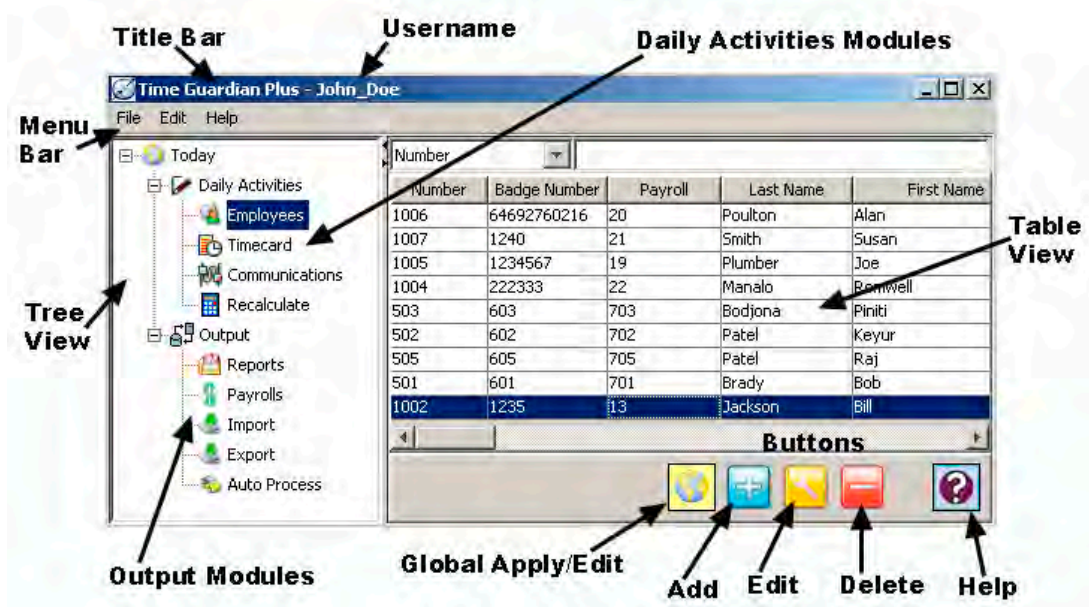 Title Bar
Username
Daily Activities Modules
Time Guardian Plus - John_Doe
Menu Bar
File Edit Help
Today
Daily Activities
Employees
Timecard
Communications
Recalculate
Output
Reports
Payrolls
Import
Export
Auto Process
Tree View
Output Modules
Number
Number Badge Number Payroll Last Name First Name
1006 64692760216 20 Poulton Alan
1007 1240 21 Smith Susan
1005 1234567 19 Plumber Joe
1004 222333 22 Manalo Romwell
503 603 703 Bodjona Piniti
502 602 702 Patel Keyur
505 605 705 Patel Raj
501 601 701 Brady Bob
1002 1235 13 Jackson Bill
Table View
Buttons
Global Apply/Edit
Add
Edit
Delete
Help